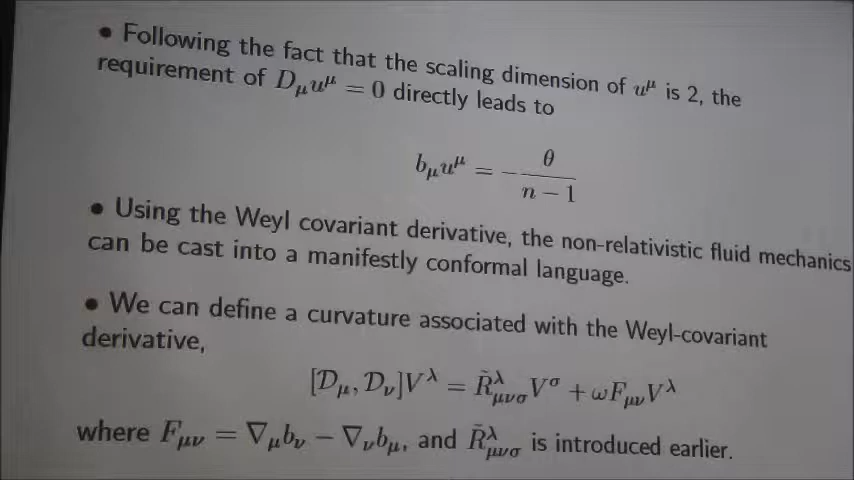 • Following the fact that the scaling dimension of u^μ is 2, the
requirement of D_μu^μ = 0 directly leads to
b_μu^μ = −θ/(n − 1)
• Using the Weyl covariant derivative, the non-relativistic fluid mechanics
can be cast into a manifestly conformal language.
• We can define a curvature associated with the Weyl-covariant
derivative,
[𝒟_μ, 𝒟_ν]V^λ = R̃^λ_μνσ V^σ + ωF_μνV^λ
where F_μν = ∇_μb_ν − ∇_νb_μ, and R̃^λ_μνσ is introduced earlier.